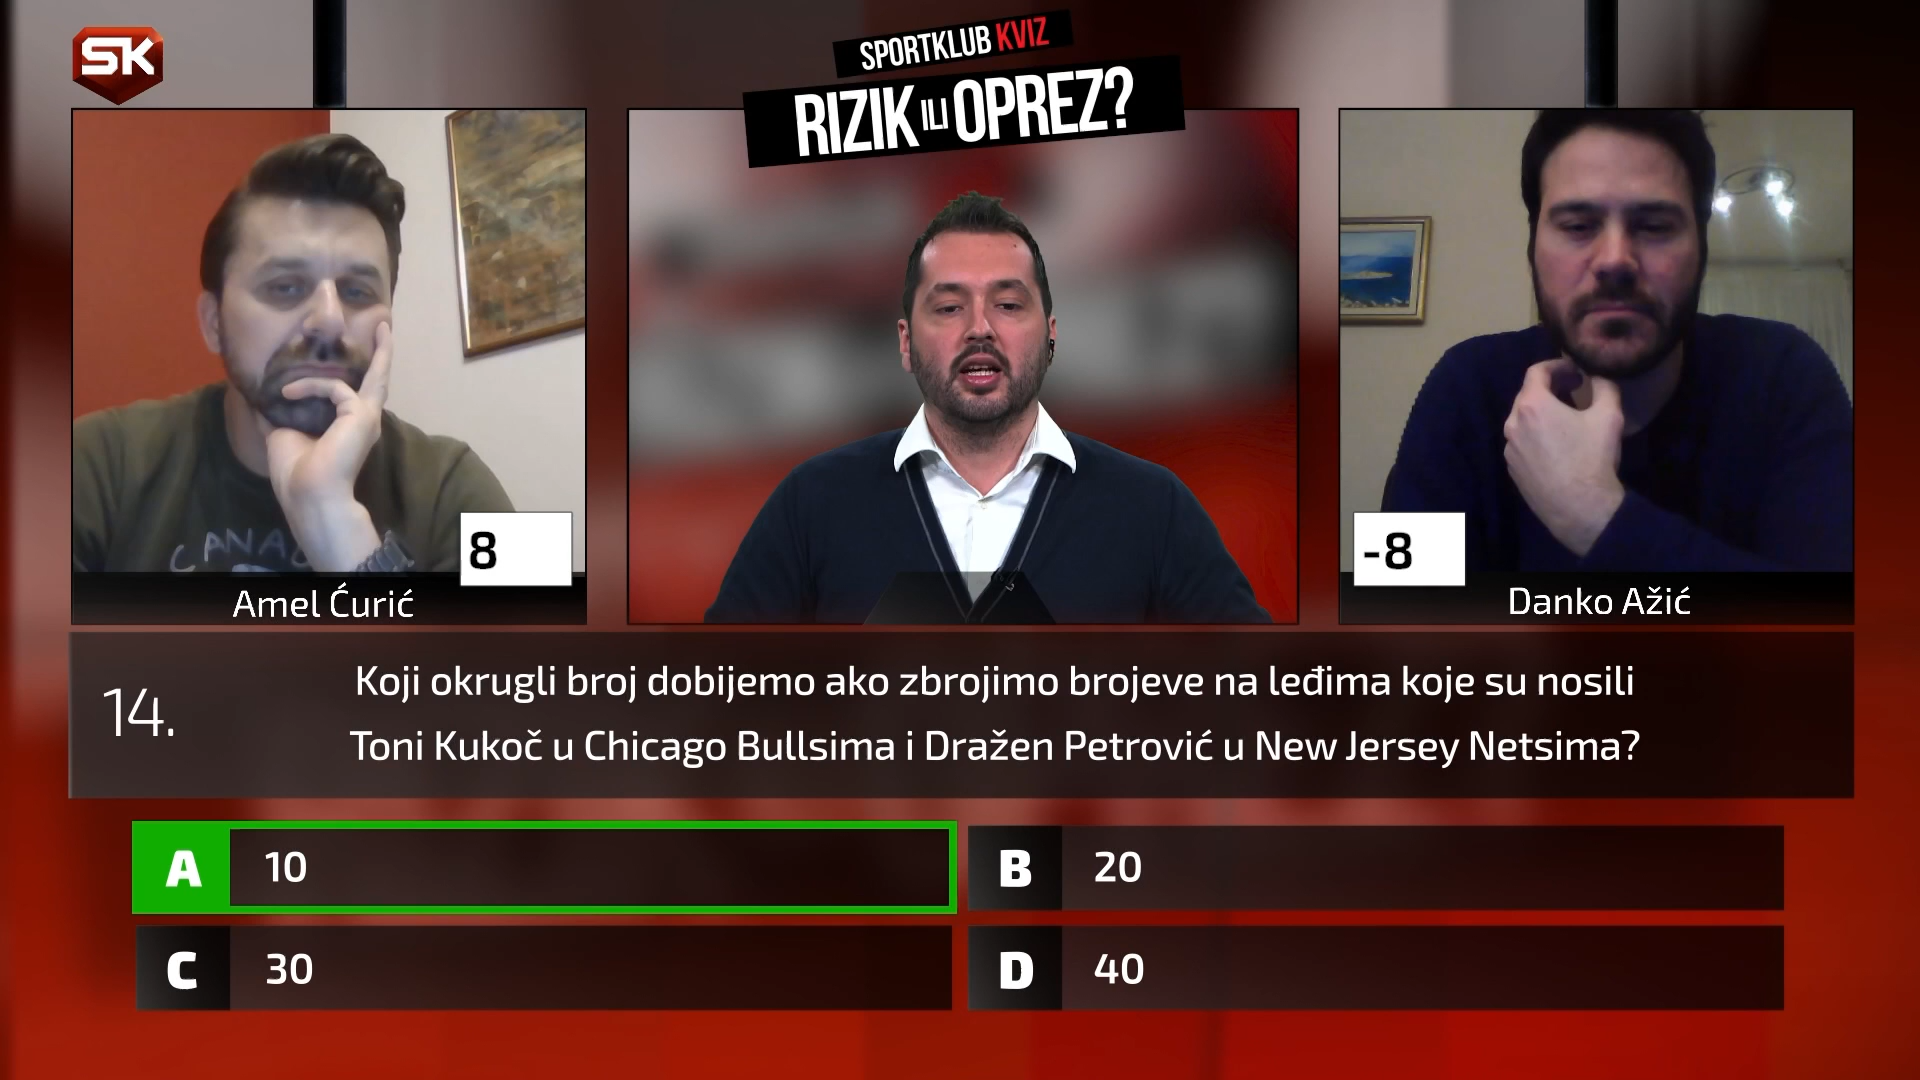 SK
SPORTKLUB KVIZ
RIZIK ILI OPREZ?
CANA
8
-8
Amel Ćurić
Danko Ažić
14.
Koji okrugli broj dobijemo ako zbrojimo brojeve na leđima koje su nosili
Toni Kukoč u Chicago Bullsima i Dražen Petrović u New Jersey Netsima?
A 10
B 20
C 30
D 40